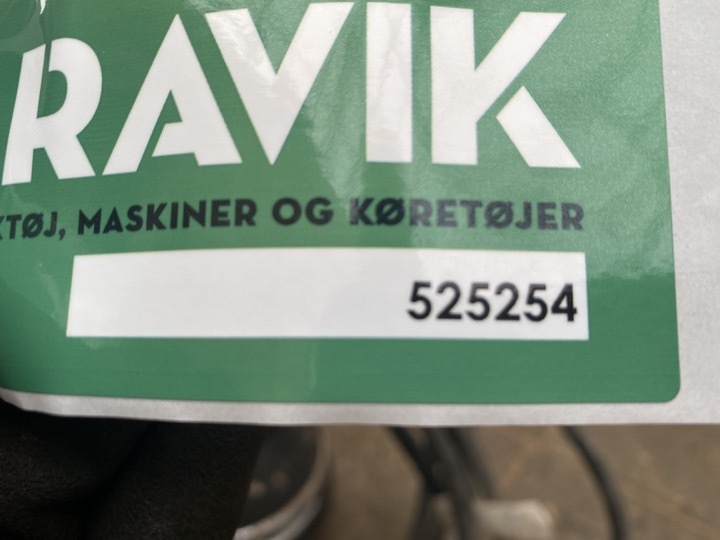 RAVIK
KTØJ, MASKINER OG KØRETØJER
525254